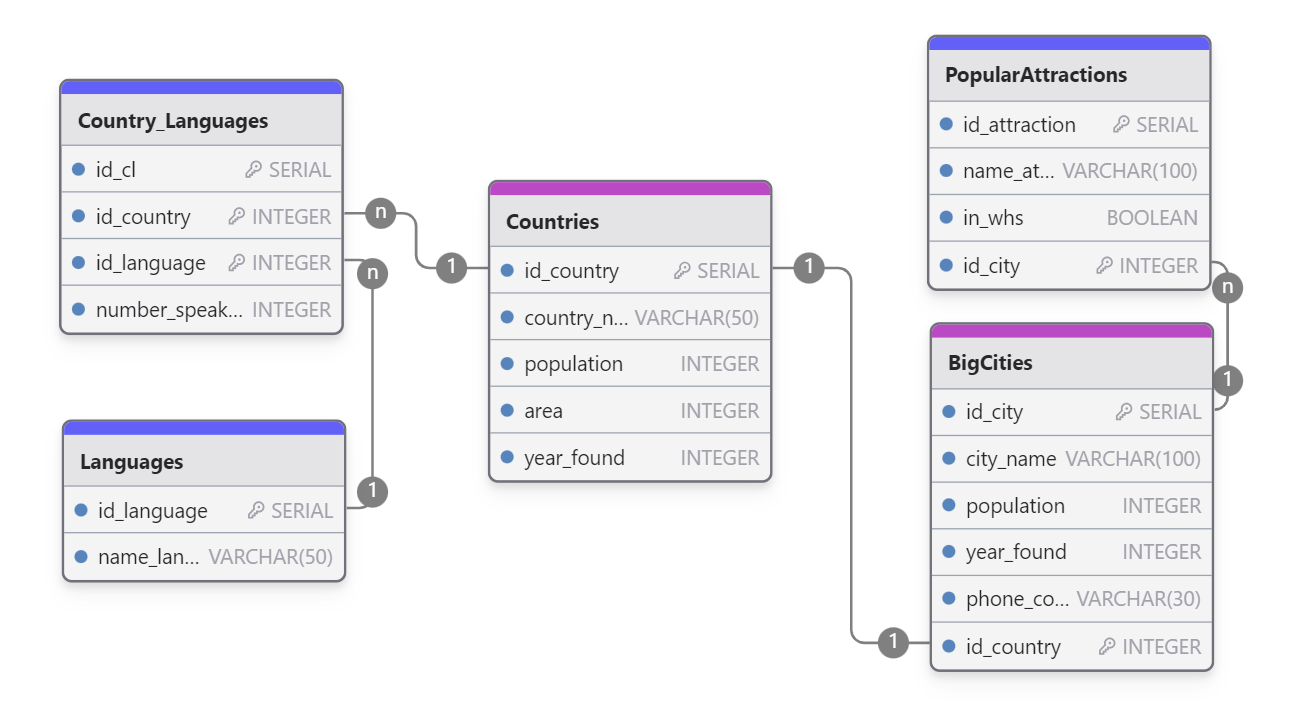 Country_Languages
id_cl SERIAL
id_country INTEGER
id_language INTEGER
number_speak... INTEGER
Languages
id_language SERIAL
name_lan... VARCHAR(50)
Countries
id_country SERIAL
country_n... VARCHAR(50)
population INTEGER
area INTEGER
year_found INTEGER
PopularAttractions
id_attraction SERIAL
name_at... VARCHAR(100)
in_whs BOOLEAN
id_city INTEGER
BigCities
id_city SERIAL
city_name VARCHAR(100)
population INTEGER
year_found INTEGER
phone_co... VARCHAR(30)
id_country INTEGER
n
1
n
1
1
1
n
1